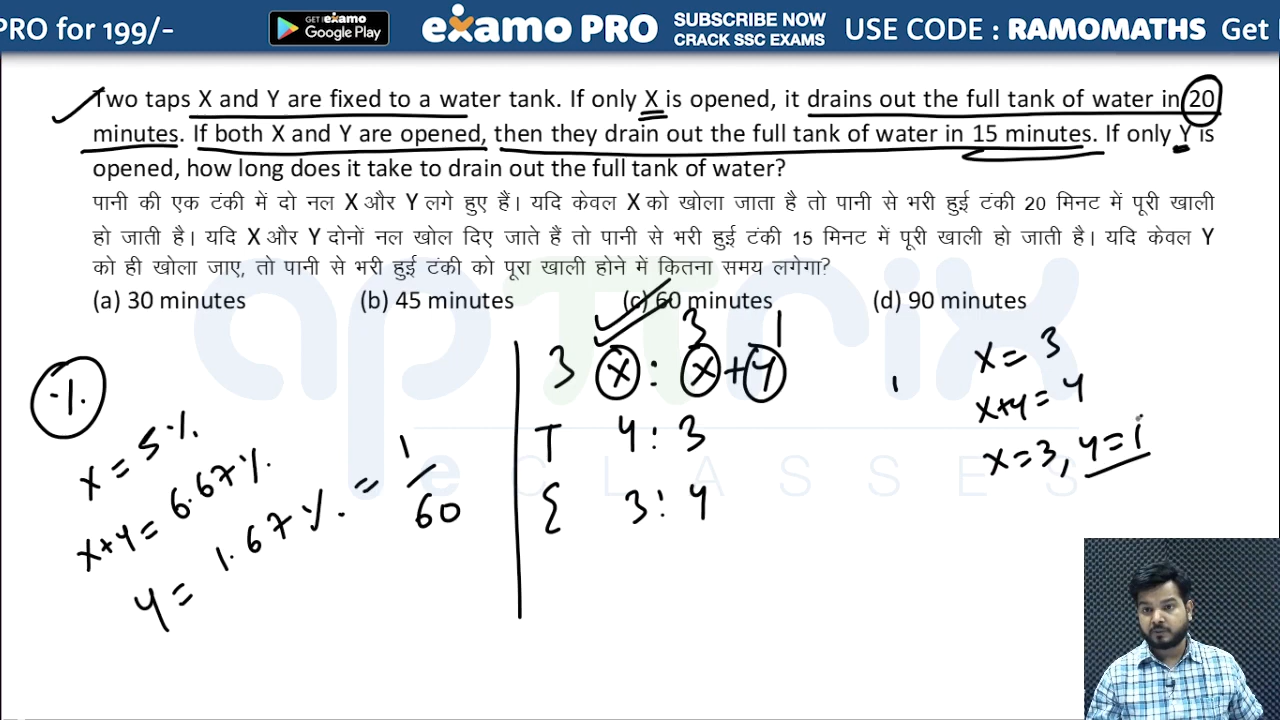 PRO for 199/-
GET IT ON examo
Google Play
examo PRO
SUBSCRIBE NOW
CRACK SSC EXAMS
USE CODE : RAMOMATHS Get
Two taps X and Y are fixed to a water tank. If only X is opened, it drains out the full tank of water in 20
minutes. If both X and Y are opened, then they drain out the full tank of water in 15 minutes. If only Y is
opened, how long does it take to drain out the full tank of water?
पानी की एक टंकी में दो नल X और Y लगे हुए हैं। यदि केवल X को खोला जाता है तो पानी से भरी हुई टंकी 20 मिनट में पूरी खाली
हो जाती है। यदि X और Y दोनों नल खोल दिए जाते हैं तो पानी से भरी हुई टंकी 15 मिनट में पूरी खाली हो जाती है। यदि केवल Y
को ही खोला जाए, तो पानी से भरी हुई टंकी को पूरा खाली होने में कितना समय लगेगा?
(a) 30 minutes (b) 45 minutes (c) 60 minutes (d) 90 minutes
3 1
3 x : x+y
T 4 : 3
E 3 : 4
·/.
x = 5 %
x+y = 6.67 %
y = 1.67 % = 1/60
x = 3
x+y = 4
x=3, y=1
CLASSES